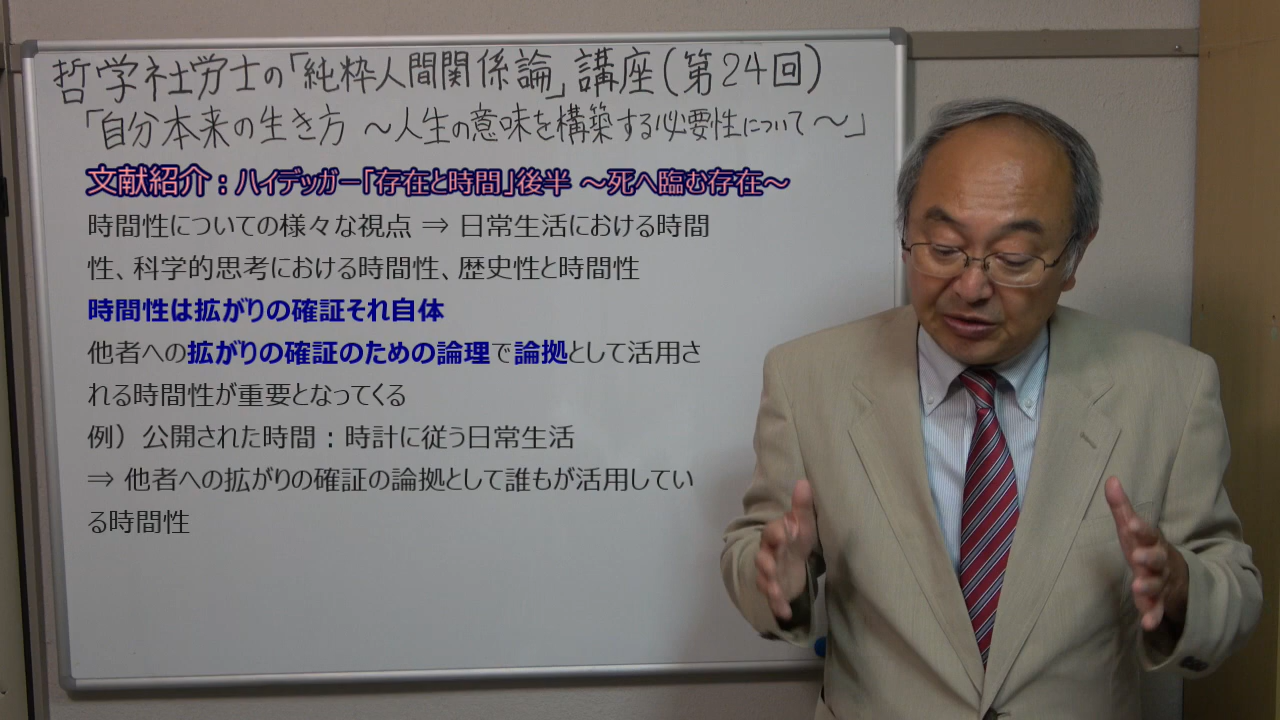 哲学社労士の「純粋人間関係論」講座(第24回)
「自分本来の生き方 ～人生の意味を構築する必要性について～」
文献紹介：ハイデッガー「存在と時間」後半 ～死へ臨む存在～
時間性についての様々な視点 ⇒ 日常生活における時間
性、科学的思考における時間性、歴史性と時間性
時間性は拡がりの確証それ自体
他者への拡がりの確証のための論理で論拠として活用さ
れる時間性が重要となってくる
例）公開された時間：時計に従う日常生活
⇒ 他者への拡がりの確証の論拠として誰もが活用してい
る時間性